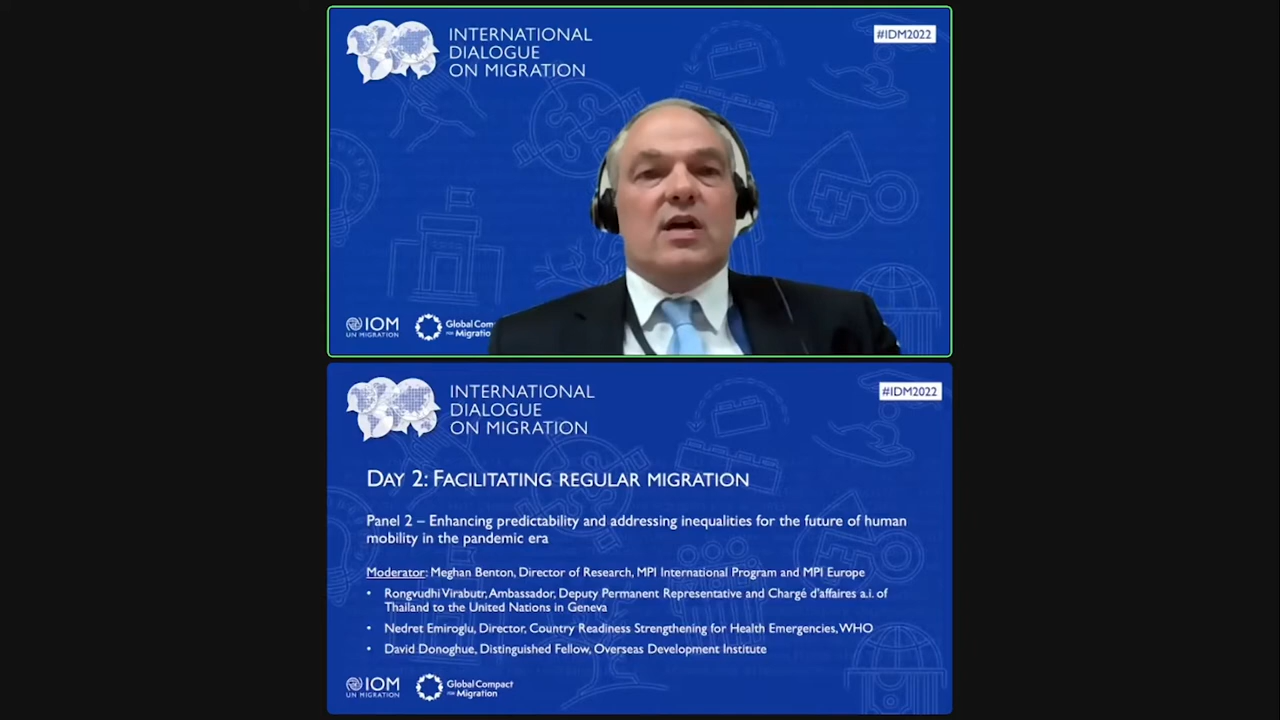 INTERNATIONAL
DIALOGUE
ON MIGRATION
#IDM2022
IOM
UN MIGRATION
Global Com
FOR Migratio
INTERNATIONAL
DIALOGUE
ON MIGRATION
#IDM2022
DAY 2: FACILITATING REGULAR MIGRATION
Panel 2 – Enhancing predictability and addressing inequalities for the future of human
mobility in the pandemic era
Moderator: Meghan Benton, Director of Research, MPI International Program and MPI Europe
• Rongvudhi Virabutr, Ambassador, Deputy Permanent Representative and Chargé d'affaires a.i. of
Thailand to the United Nations in Geneva
• Nedret Emiroglu, Director, Country Readiness Strengthening for Health Emergencies, WHO
• David Donoghue, Distinguished Fellow, Overseas Development Institute
IOM
UN MIGRATION
Global Compact
FOR Migration